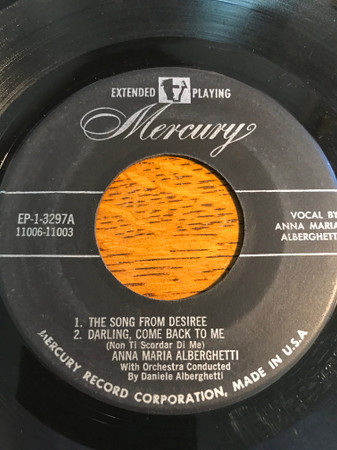 EXTENDED PLAYING
Mercury
EP-1-3297A
11006-11003
VOCAL BY
ANNA MARIA
ALBERGHETTI
1. THE SONG FROM DESIREE
2. DARLING, COME BACK TO ME
(Non Ti Scordar Di Me)
ANNA MARIA ALBERGHETTI
With Orchestra Conducted
By Daniele Alberghetti
MERCURY RECORD CORPORATION, MADE IN U.S.A